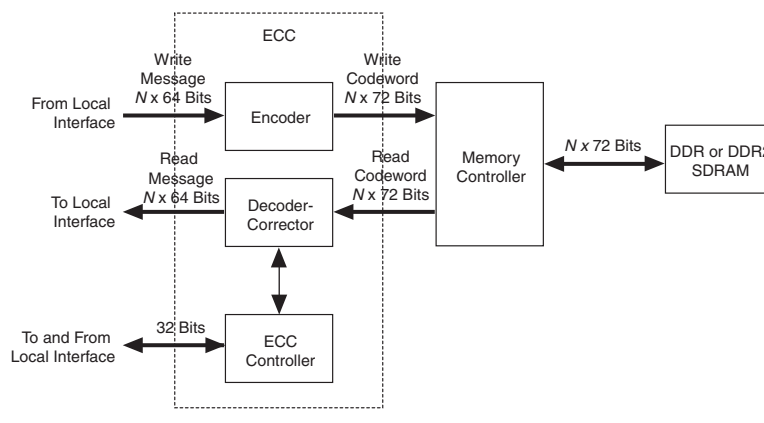 ECC
Write
Message
N x 64 Bits
Write
Codeword
N x 72 Bits
From Local
Interface
Encoder
Read
Message
N x 64 Bits
Read
Codeword
N x 72 Bits
To Local
Interface
Decoder-
Corrector
Memory
Controller
N x 72 Bits
DDR or DDR2
SDRAM
32 Bits
To and From
Local Interface
ECC
Controller